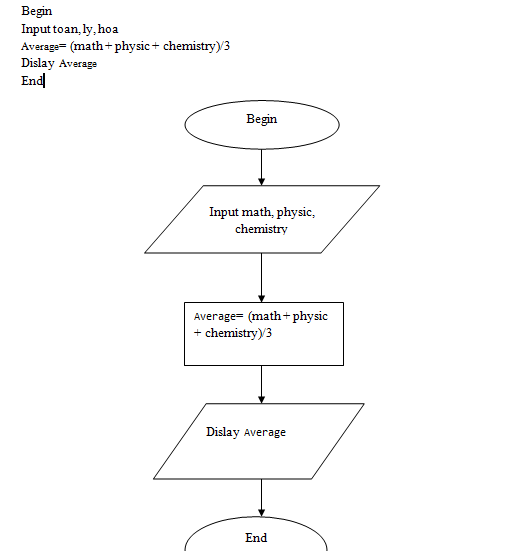 Begin
Input toan, ly, hoa
Average= (math + physic + chemistry)/3
Dislay Average
End
Begin
Input math, physic,
chemistry
Average= (math + physic
+ chemistry)/3
Dislay Average
End